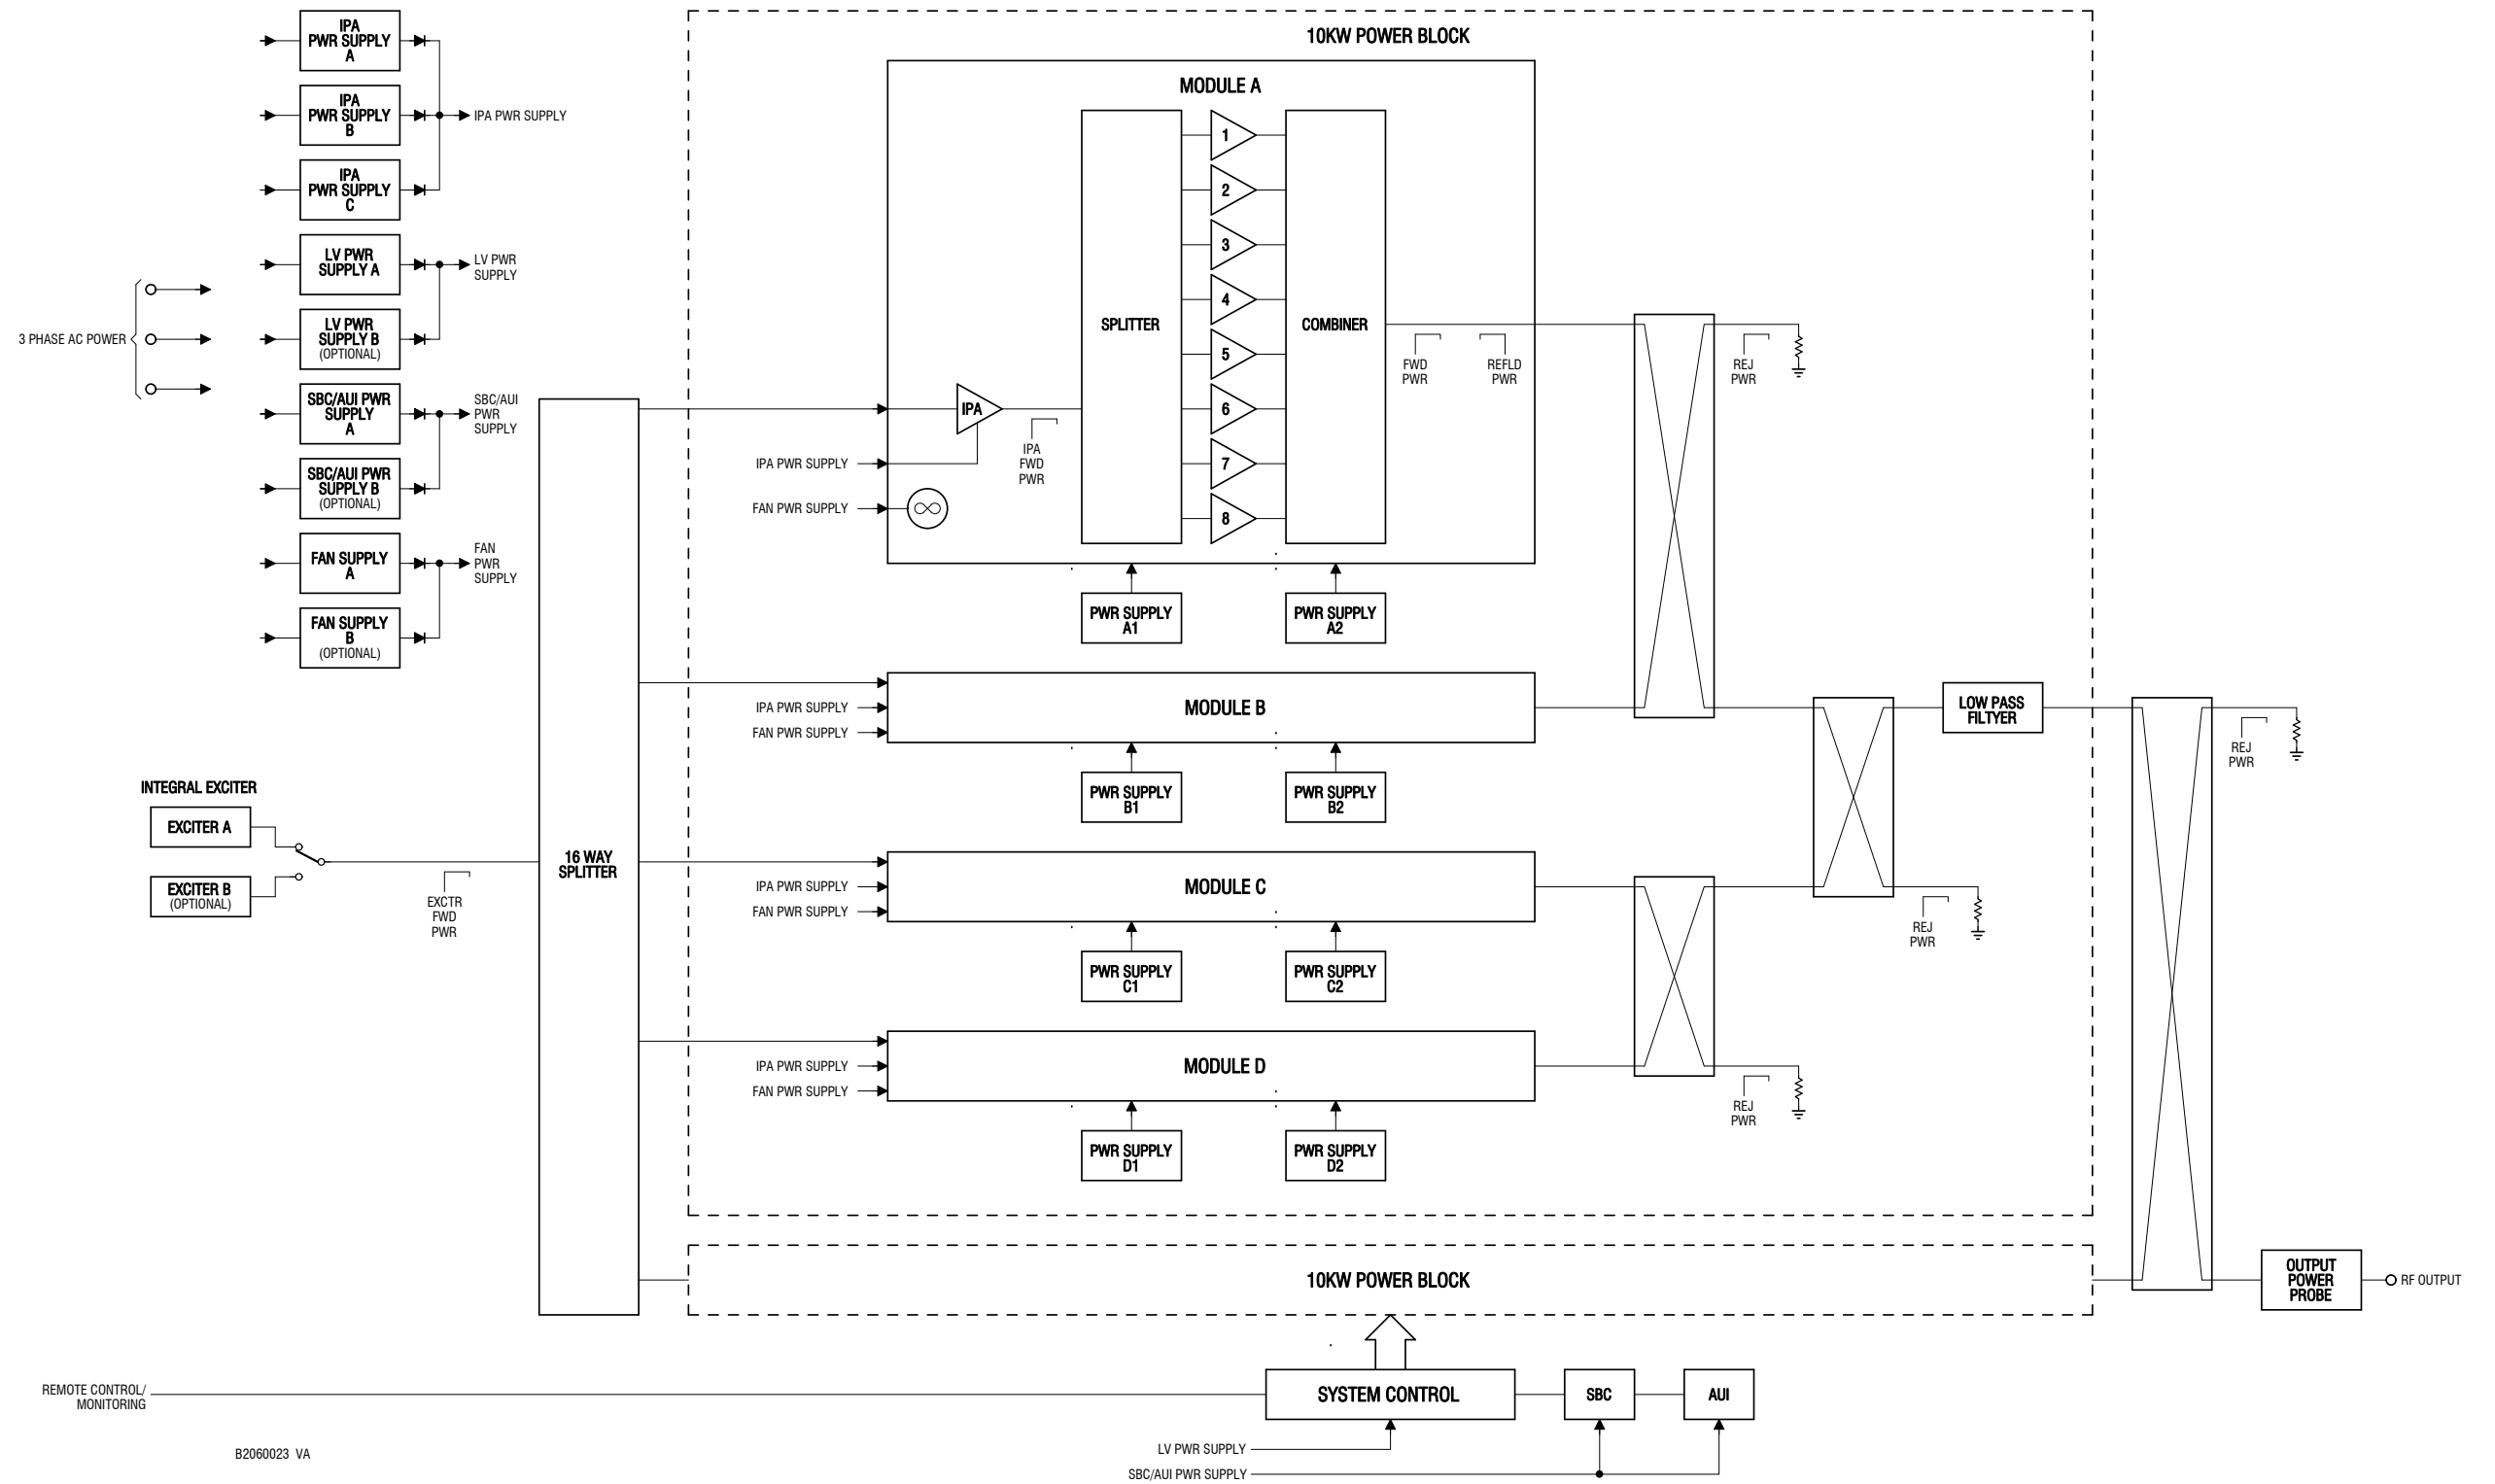 IPA
PWR SUPPLY
A
IPA
PWR SUPPLY
B
IPA PWR SUPPLY
IPA
PWR SUPPLY
C
LV PWR
SUPPLY A
LV PWR
SUPPLY
3 PHASE AC POWER
LV PWR
SUPPLY B
(OPTIONAL)
SBC/AUI PWR
SUPPLY
A
SBC/AUI
PWR
SUPPLY
SBC/AUI PWR
SUPPLY B
(OPTIONAL)
FAN SUPPLY
A
FAN
PWR
SUPPLY
FAN SUPPLY
B
(OPTIONAL)
INTEGRAL EXCITER
EXCITER A
EXCITER B
(OPTIONAL)
EXCTR
FWD
PWR
16 WAY
SPLITTER
10KW POWER BLOCK
MODULE A
SPLITTER
1
2
3
4
5
6
7
8
COMBINER
IPA
IPA
FWD
PWR
IPA PWR SUPPLY
FAN PWR SUPPLY
FWD
PWR
REFLD
PWR
REJ
PWR
PWR SUPPLY
A1
PWR SUPPLY
A2
MODULE B
IPA PWR SUPPLY
FAN PWR SUPPLY
PWR SUPPLY
B1
PWR SUPPLY
B2
LOW PASS
FILTYER
REJ
PWR
MODULE C
IPA PWR SUPPLY
FAN PWR SUPPLY
PWR SUPPLY
C1
PWR SUPPLY
C2
REJ
PWR
MODULE D
IPA PWR SUPPLY
FAN PWR SUPPLY
PWR SUPPLY
D1
PWR SUPPLY
D2
REJ
PWR
10KW POWER BLOCK
OUTPUT
POWER
PROBE
RF OUTPUT
REMOTE CONTROL/
MONITORING
SYSTEM CONTROL
SBC
AUI
LV PWR SUPPLY
SBC/AUI PWR SUPPLY
B2060023 VA